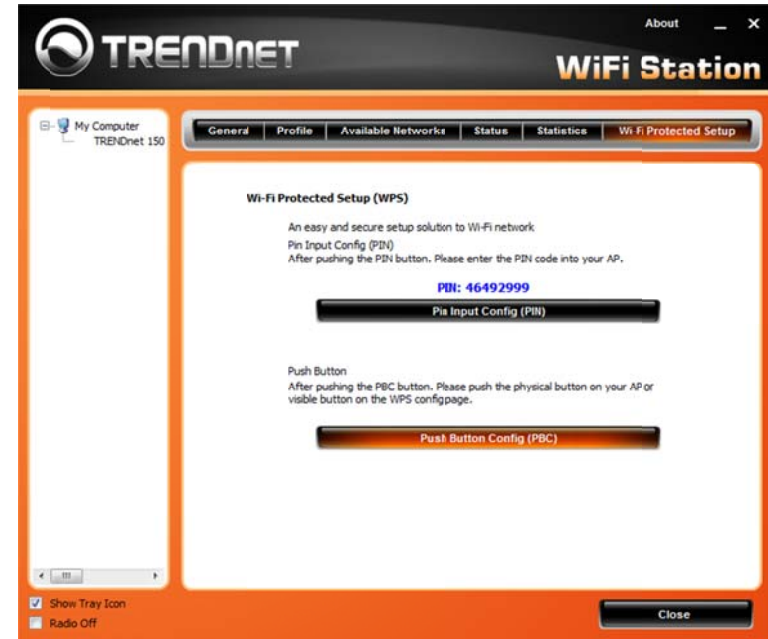 About
TRENDnet
WiFi Station
My Computer
TRENDnet 150
General
Profile
Available Networks
Status
Statistics
Wi-Fi Protected Setup
Wi-Fi Protected Setup (WPS)
An easy and secure setup solution to Wi-Fi network
Pin Input Config (PIN)
After pushing the PIN button. Please enter the PIN code into your AP.
PIN: 46492999
Pin Input Config (PIN)
Push Button
After pushing the PBC button. Please push the physical button on your AP or
visible button on the WPS configpage.
Push Button Config (PBC)
Show Tray Icon
Radio Off
Close